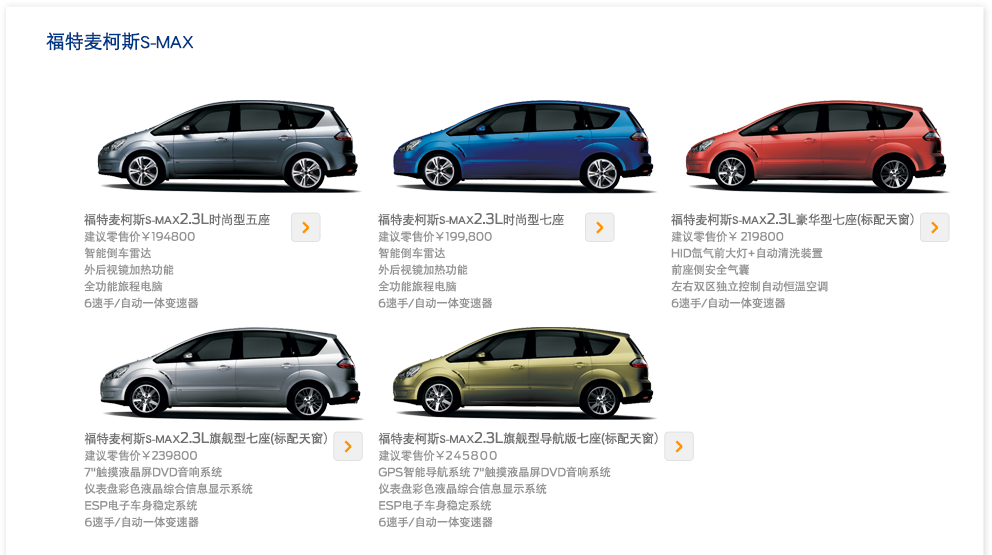 福特麦柯斯S-MAX
福特麦柯斯S-MAX2.3L时尚型五座
建议零售价￥194800
智能倒车雷达
外后视镜加热功能
全功能旅程电脑
6速手/自动一体变速器
福特麦柯斯S-MAX2.3L时尚型七座
建议零售价￥199,800
智能倒车雷达
外后视镜加热功能
全功能旅程电脑
6速手/自动一体变速器
福特麦柯斯S-MAX2.3L豪华型七座(标配天窗)
建议零售价￥ 219800
HID氙气前大灯+自动清洗装置
前座侧安全气囊
左右双区独立控制自动恒温空调
6速手/自动一体变速器
福特麦柯斯S-MAX2.3L旗舰型七座(标配天窗)
建议零售价￥239800
7"触摸液晶屏DVD音响系统
仪表盘彩色液晶综合信息显示系统
ESP电子车身稳定系统
6速手/自动一体变速器
福特麦柯斯S-MAX2.3L旗舰型导航版七座(标配天窗)
建议零售价￥245800
GPS智能导航系统 7"触摸液晶屏DVD音响系统
仪表盘彩色液晶综合信息显示系统
ESP电子车身稳定系统
6速手/自动一体变速器